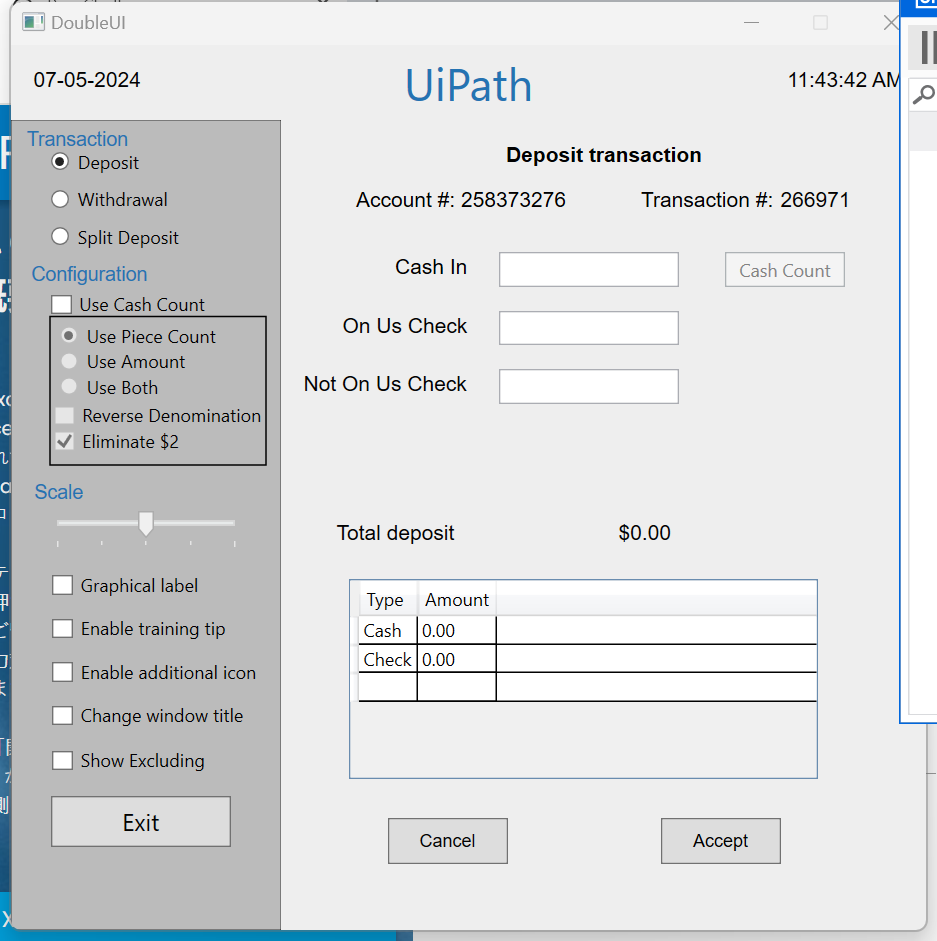 DoubleUI
07-05-2024
UiPath
11:43:42 AM
Transaction
Deposit
Withdrawal
Split Deposit
Configuration
Use Cash Count
Use Piece Count
Use Amount
Use Both
Reverse Denomination
Eliminate $2
Scale
Graphical label
Enable training tip
Enable additional icon
Change window title
Show Excluding
Exit
Deposit transaction
Account #: 258373276 Transaction #: 266971
Cash In
Cash Count
On Us Check
Not On Us Check
Total deposit $0.00
Type Amount
Cash 0.00
Check 0.00
Cancel Accept